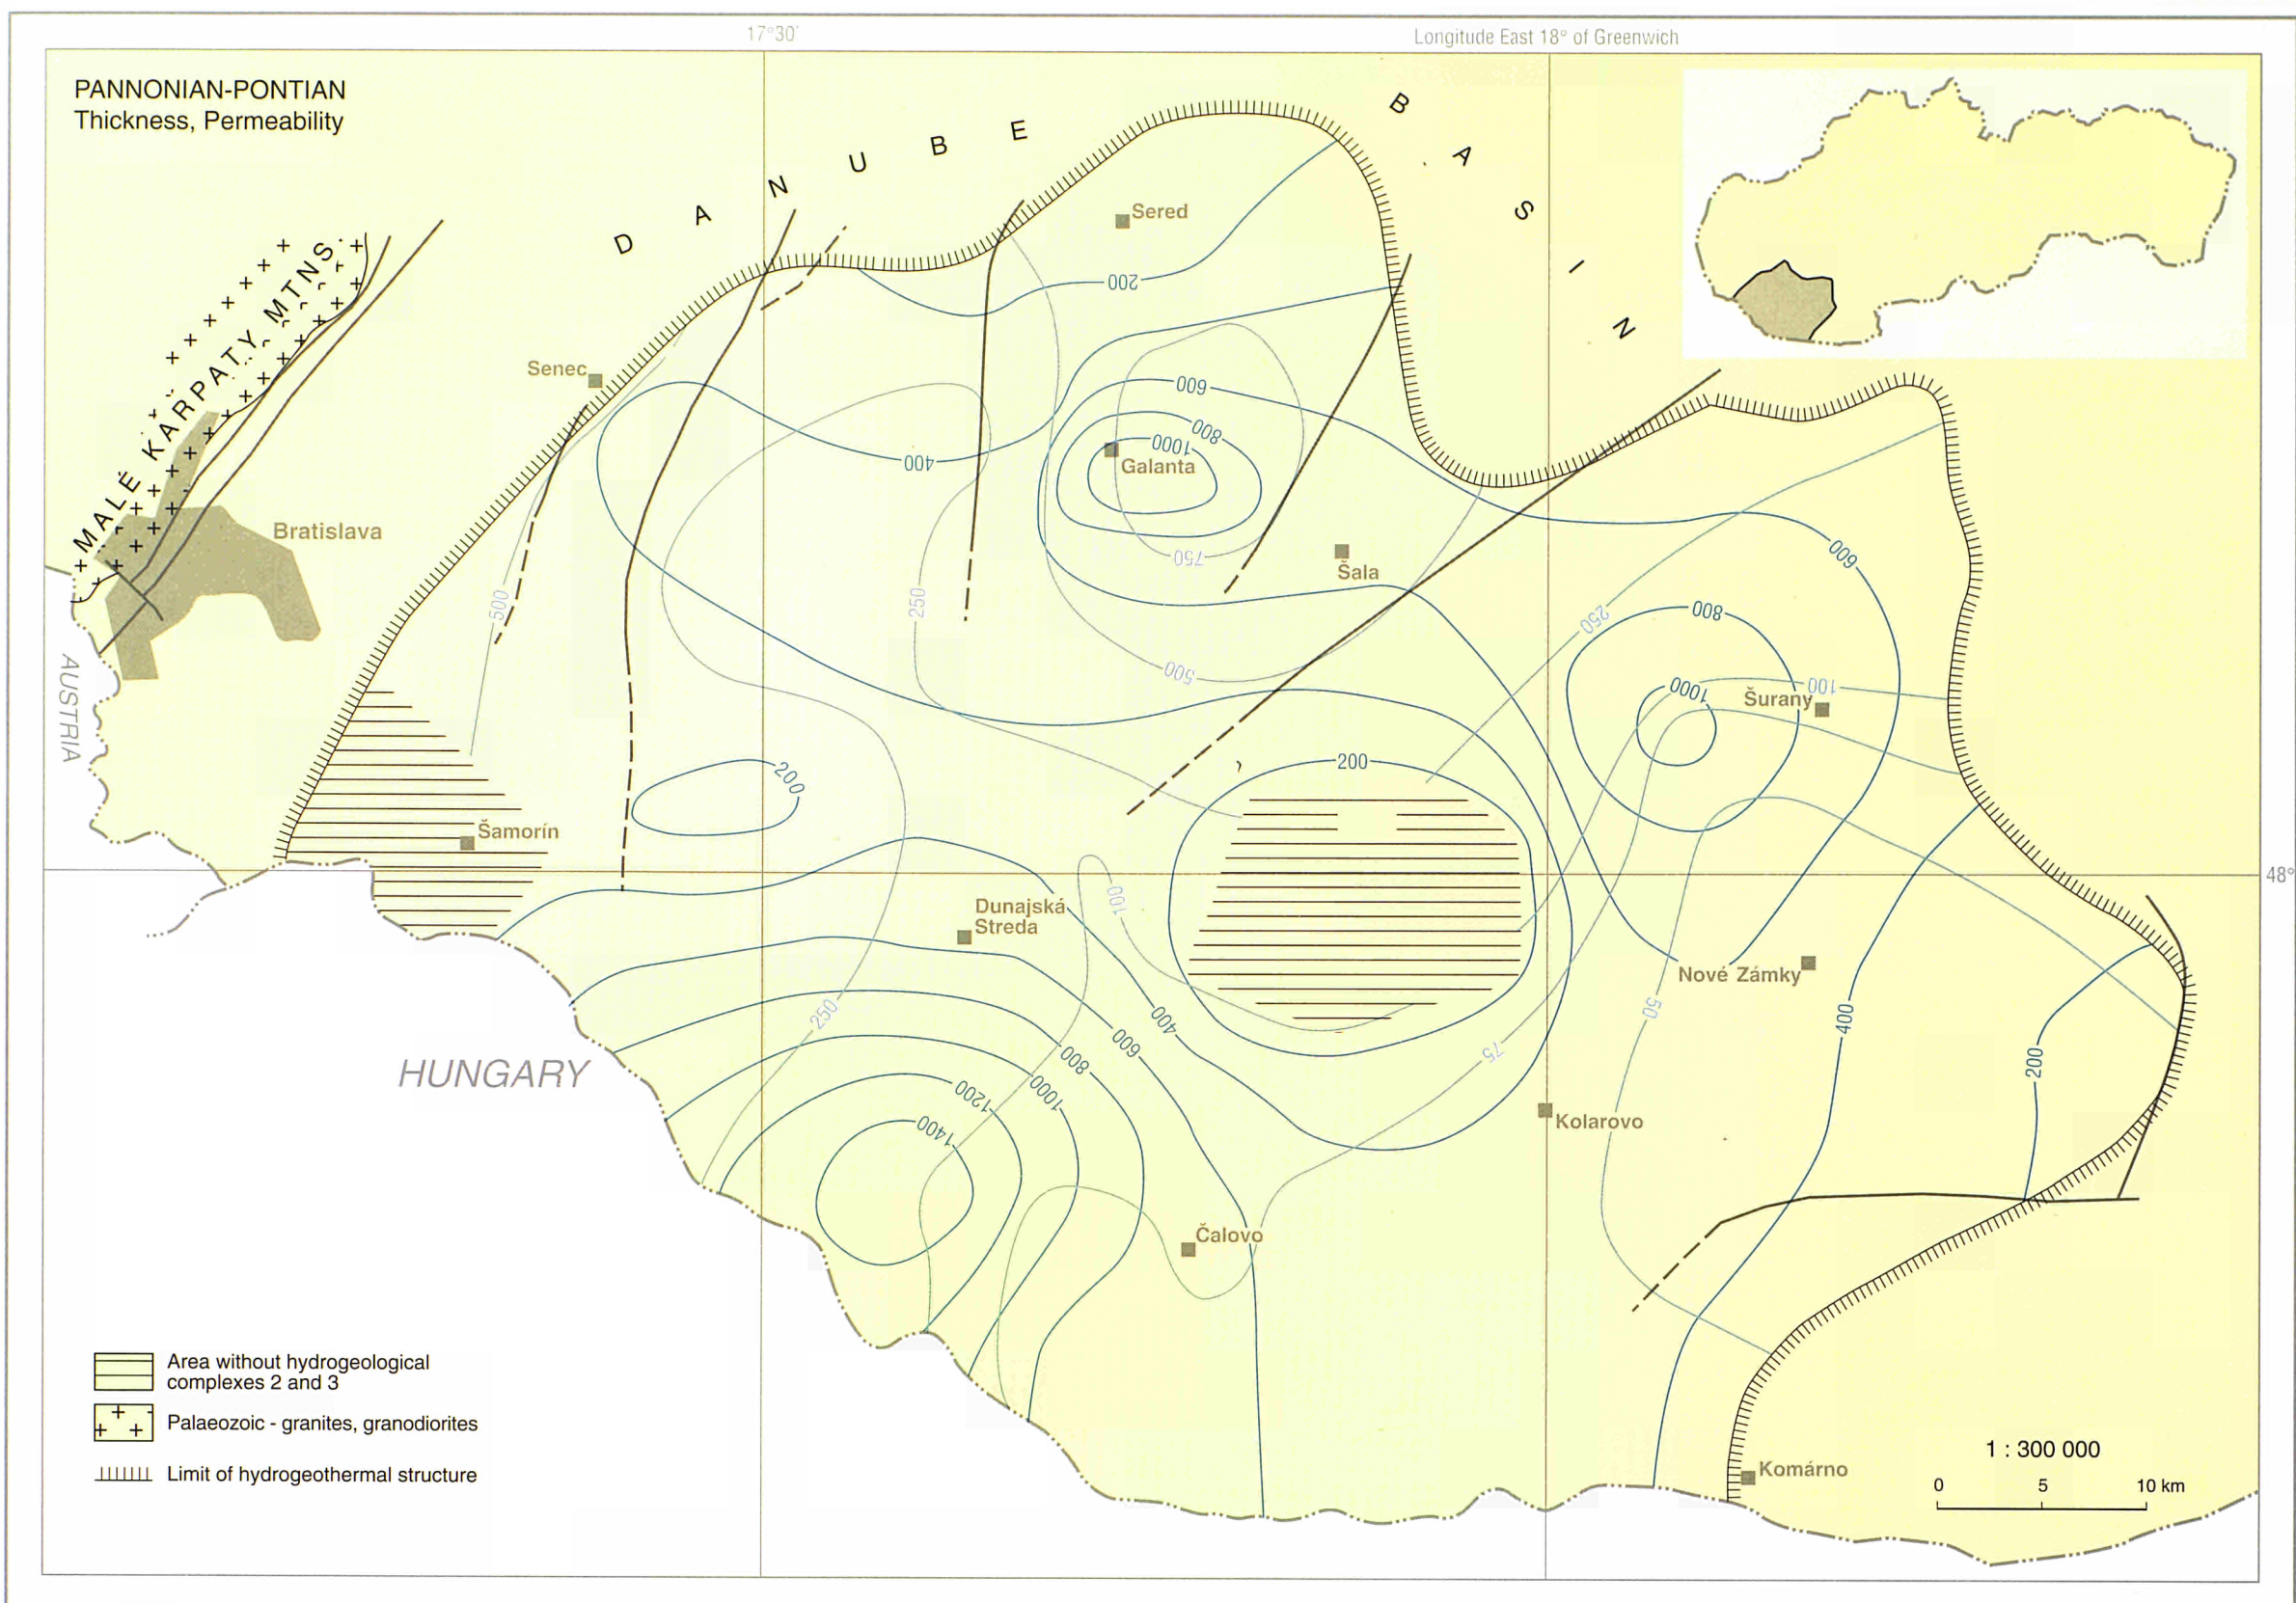 17°30'
Longitude East 18° of Greenwich
PANNONIAN-PONTIAN
Thickness, Permeability
DANUBE BASIN
MALÉ KARPATY MTNS.
Sered
200
Senec
600
800
1000
Galanta
400
Bratislava
750
Šala
600
500
250
250
800
500
AUSTRIA
1000
100
Šurany
200
200
Šamorín
48°
100
Dunajská
Streda
Nové Zámky
250
400
50
400
600
75
200
800
HUNGARY
1000
1200
1400
Kolarovo
Čalovo
Area without hydrogeological
complexes 2 and 3
Palaeozoic - granites, granodiorites
Limit of hydrogeothermal structure
1 : 300 000
Komárno
0 5 10 km